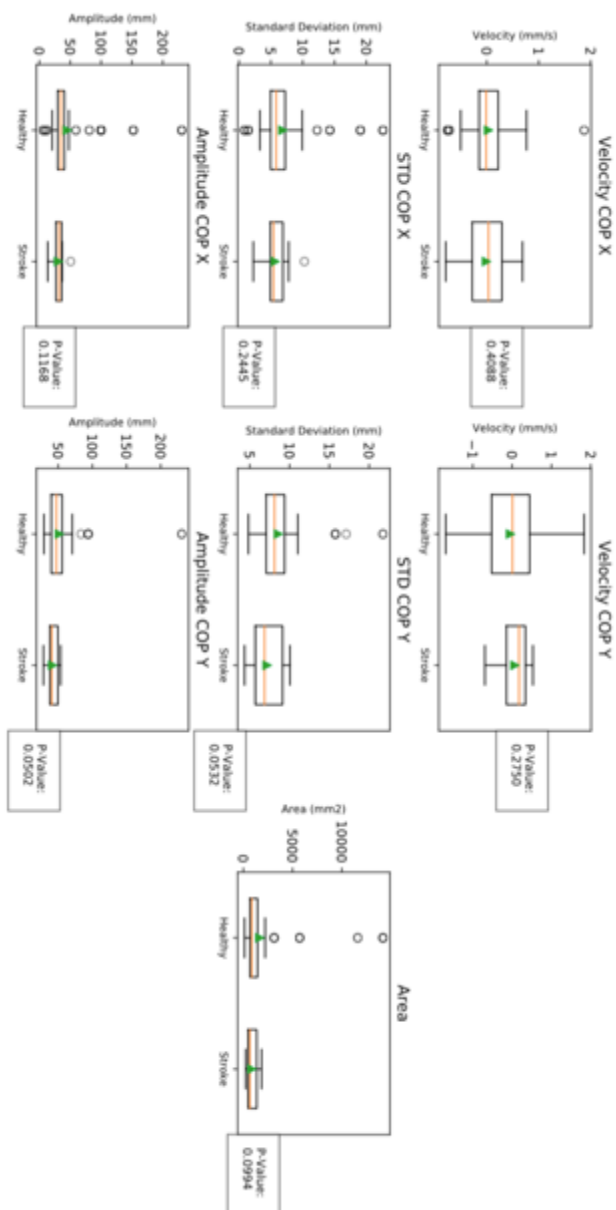 Velocity COP X
Velocity (mm/s)
2
1
0
Healthy
Stroke
P-Value:
0.4088
Velocity COP Y
Velocity (mm/s)
2
1
0
−1
Healthy
Stroke
P-Value:
0.2750
STD COP X
Standard Deviation (mm)
20
15
10
5
0
Healthy
Stroke
P-Value:
0.2445
STD COP Y
Standard Deviation (mm)
20
15
10
5
Healthy
Stroke
P-Value:
0.0532
Area
Area (mm2)
10000
5000
0
Healthy
Stroke
P-Value:
0.0994
Amplitude COP X
Amplitude (mm)
200
150
100
50
0
Healthy
Stroke
P-Value:
0.1168
Amplitude COP Y
Amplitude (mm)
200
150
100
50
Healthy
Stroke
P-Value:
0.0502